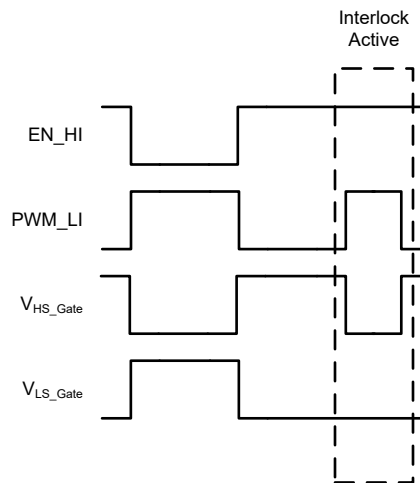 Interlock
Active
EN_HI
PWM_LI
VHS_Gate
VLS_Gate